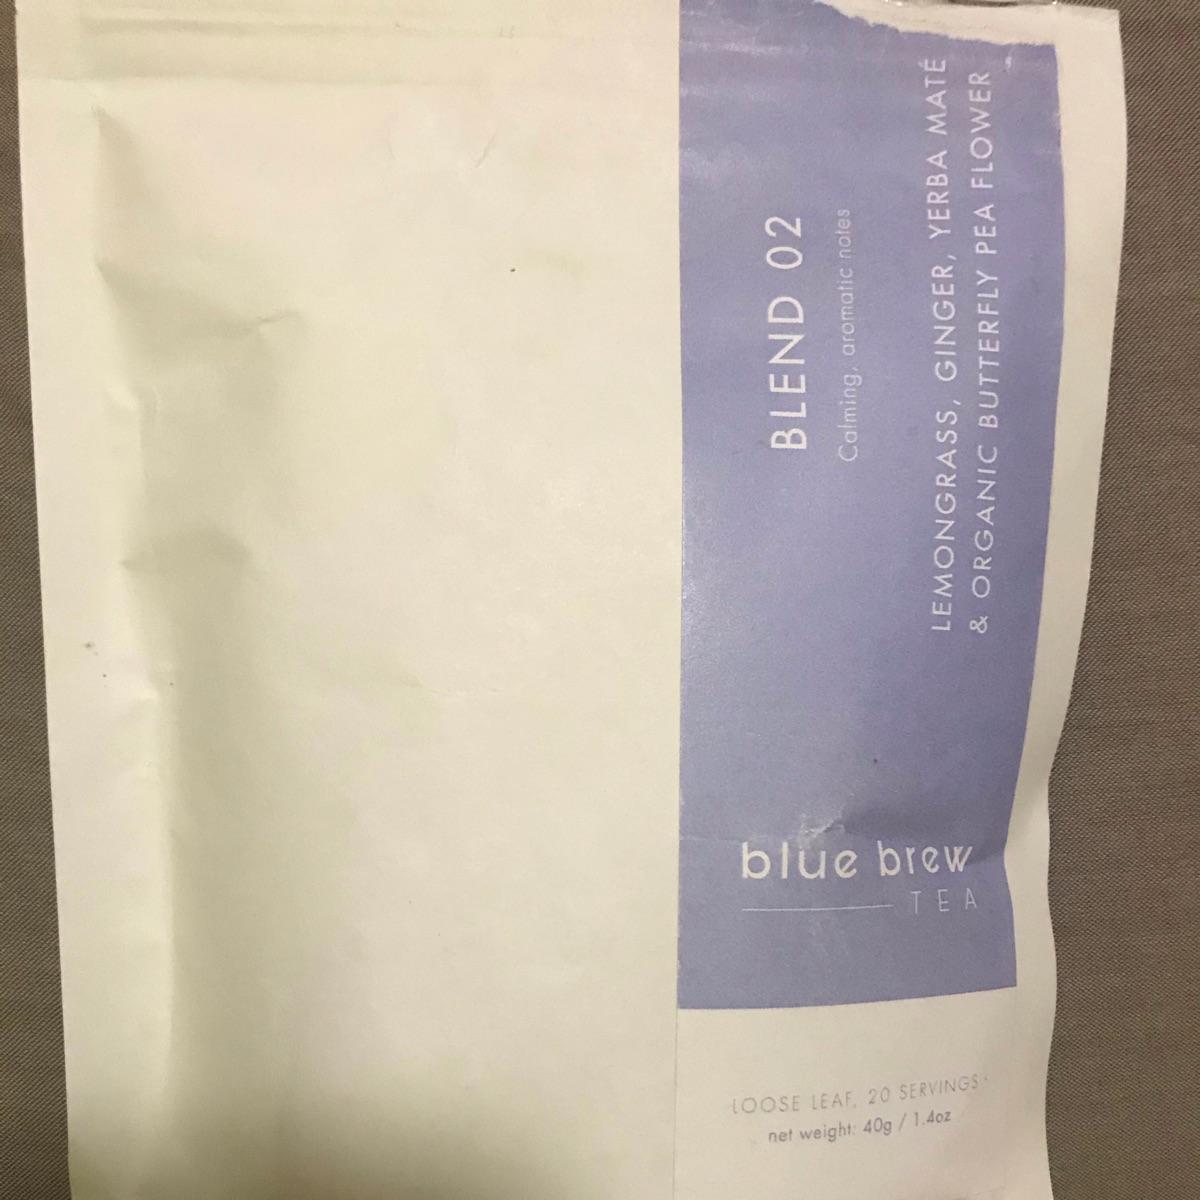 BLEND 02
Calming, aromatic notes
LEMONGRASS, GINGER, YERBA MATÉ
& ORGANIC BUTTERFLY PEA FLOWER
blue brew
TEA
LOOSE LEAF, 20 SERVINGS
net weight: 40g / 1.4oz